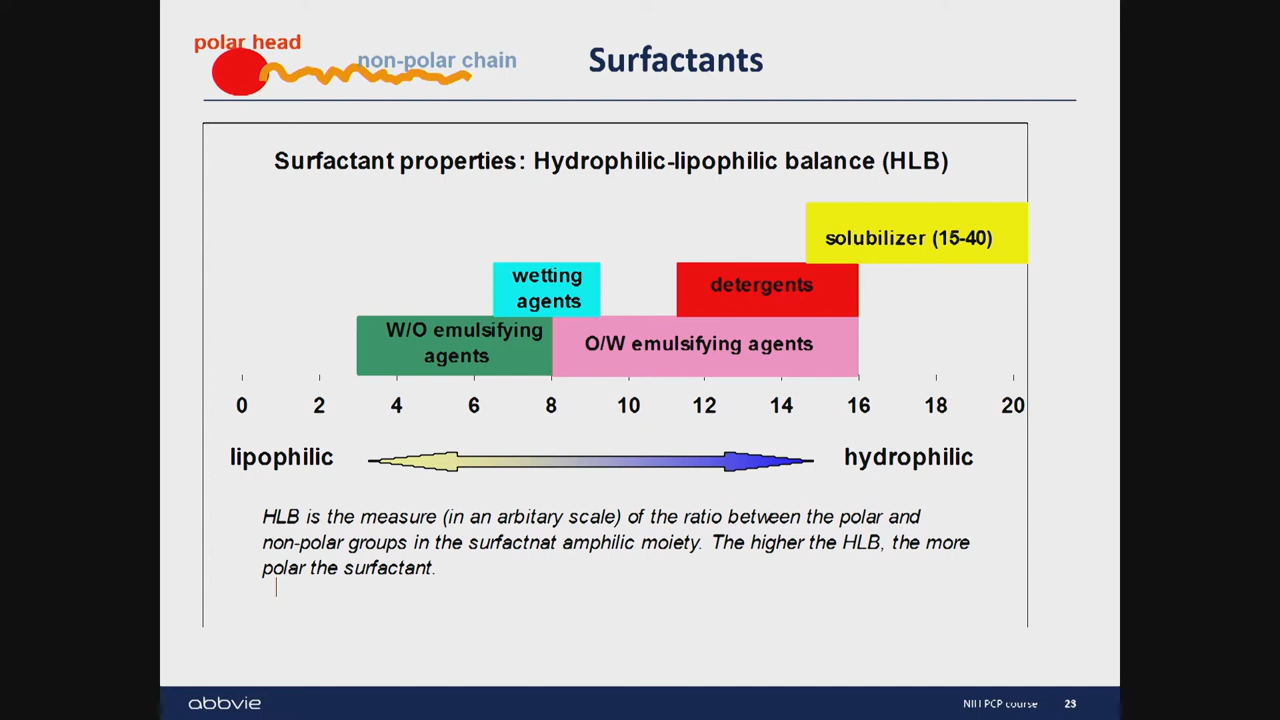 polar head
non-polar chain
Surfactants
Surfactant properties: Hydrophilic-lipophilic balance (HLB)
solubilizer (15-40)
wetting
agents
detergents
W/O emulsifying
agents
O/W emulsifying agents
0 2 4 6 8 10 12 14 16 18 20
lipophilic
hydrophilic
HLB is the measure (in an arbitary scale) of the ratio between the polar and
non-polar groups in the surfactnat amphilic moiety. The higher the HLB, the more
polar the surfactant.
abbvie
NIH PCP course
23